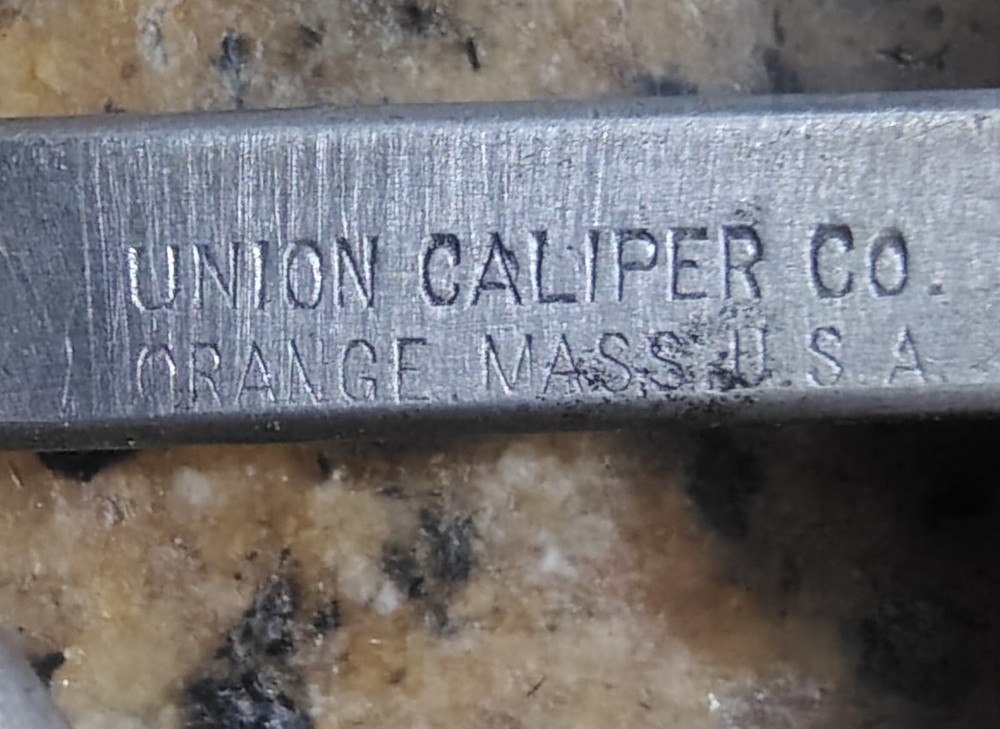 UNION CALIPER CO.
ORANGE MASS. U.S.A.